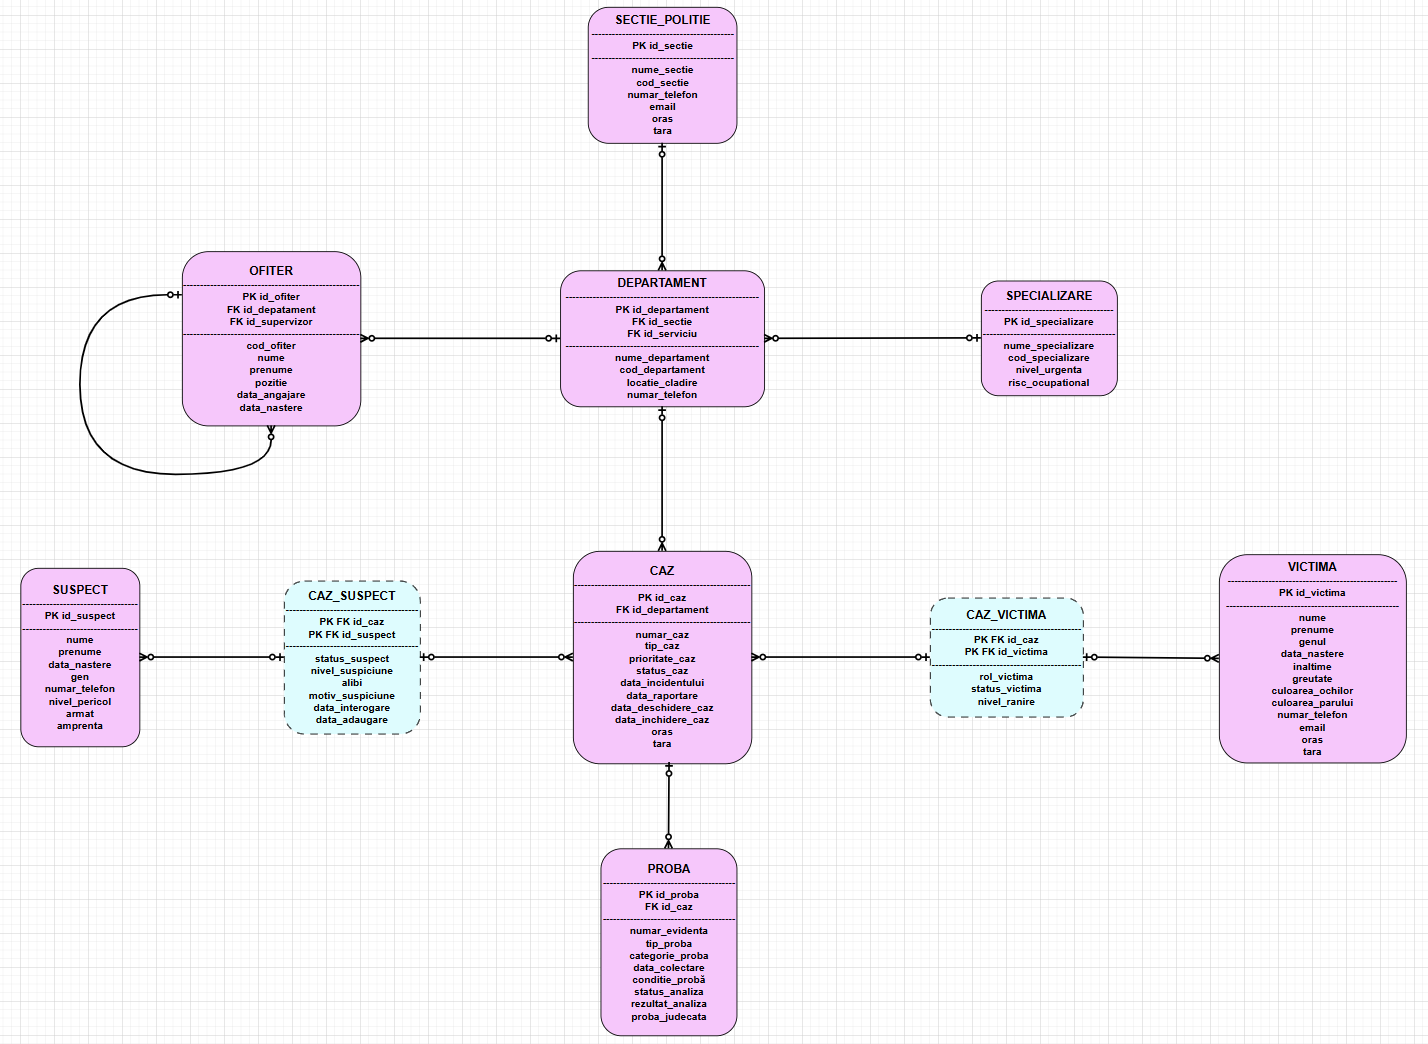 SECTIE_POLITIE
PK id_sectie
nume_sectie
cod_sectie
numar_telefon
email
oras
tara
OFITER
PK id_ofiter
FK id_depatament
FK id_supervizor
cod_ofiter
nume
prenume
pozitie
data_angajare
data_nastere
DEPARTAMENT
PK id_departament
FK id_sectie
FK id_serviciu
nume_departament
cod_departament
locatie_cladire
numar_telefon
SPECIALIZARE
PK id_specializare
nume_specializare
cod_specializare
nivel_urgenta
risc_ocupational
SUSPECT
PK id_suspect
nume
prenume
data_nastere
gen
numar_telefon
nivel_pericol
armat
amprenta
CAZ_SUSPECT
PK FK id_caz
PK FK id_suspect
status_suspect
nivel_suspiciune
alibi
motiv_suspiciune
data_interogare
data_adaugare
CAZ
PK id_caz
FK id_departament
numar_caz
tip_caz
prioritate_caz
status_caz
data_incidentului
data_raportare
data_deschidere_caz
data_inchidere_caz
oras
tara
CAZ_VICTIMA
PK FK id_caz
PK FK id_victima
rol_victima
status_victima
nivel_ranire
VICTIMA
PK id_victima
nume
prenume
genul
data_nastere
inaltime
greutate
culoarea_ochilor
culoarea_parului
numar_telefon
email
oras
tara
PROBA
PK id_proba
FK id_caz
numar_evidenta
tip_proba
categorie_proba
data_colectare
conditie_probă
status_analiza
rezultat_analiza
proba_judecata